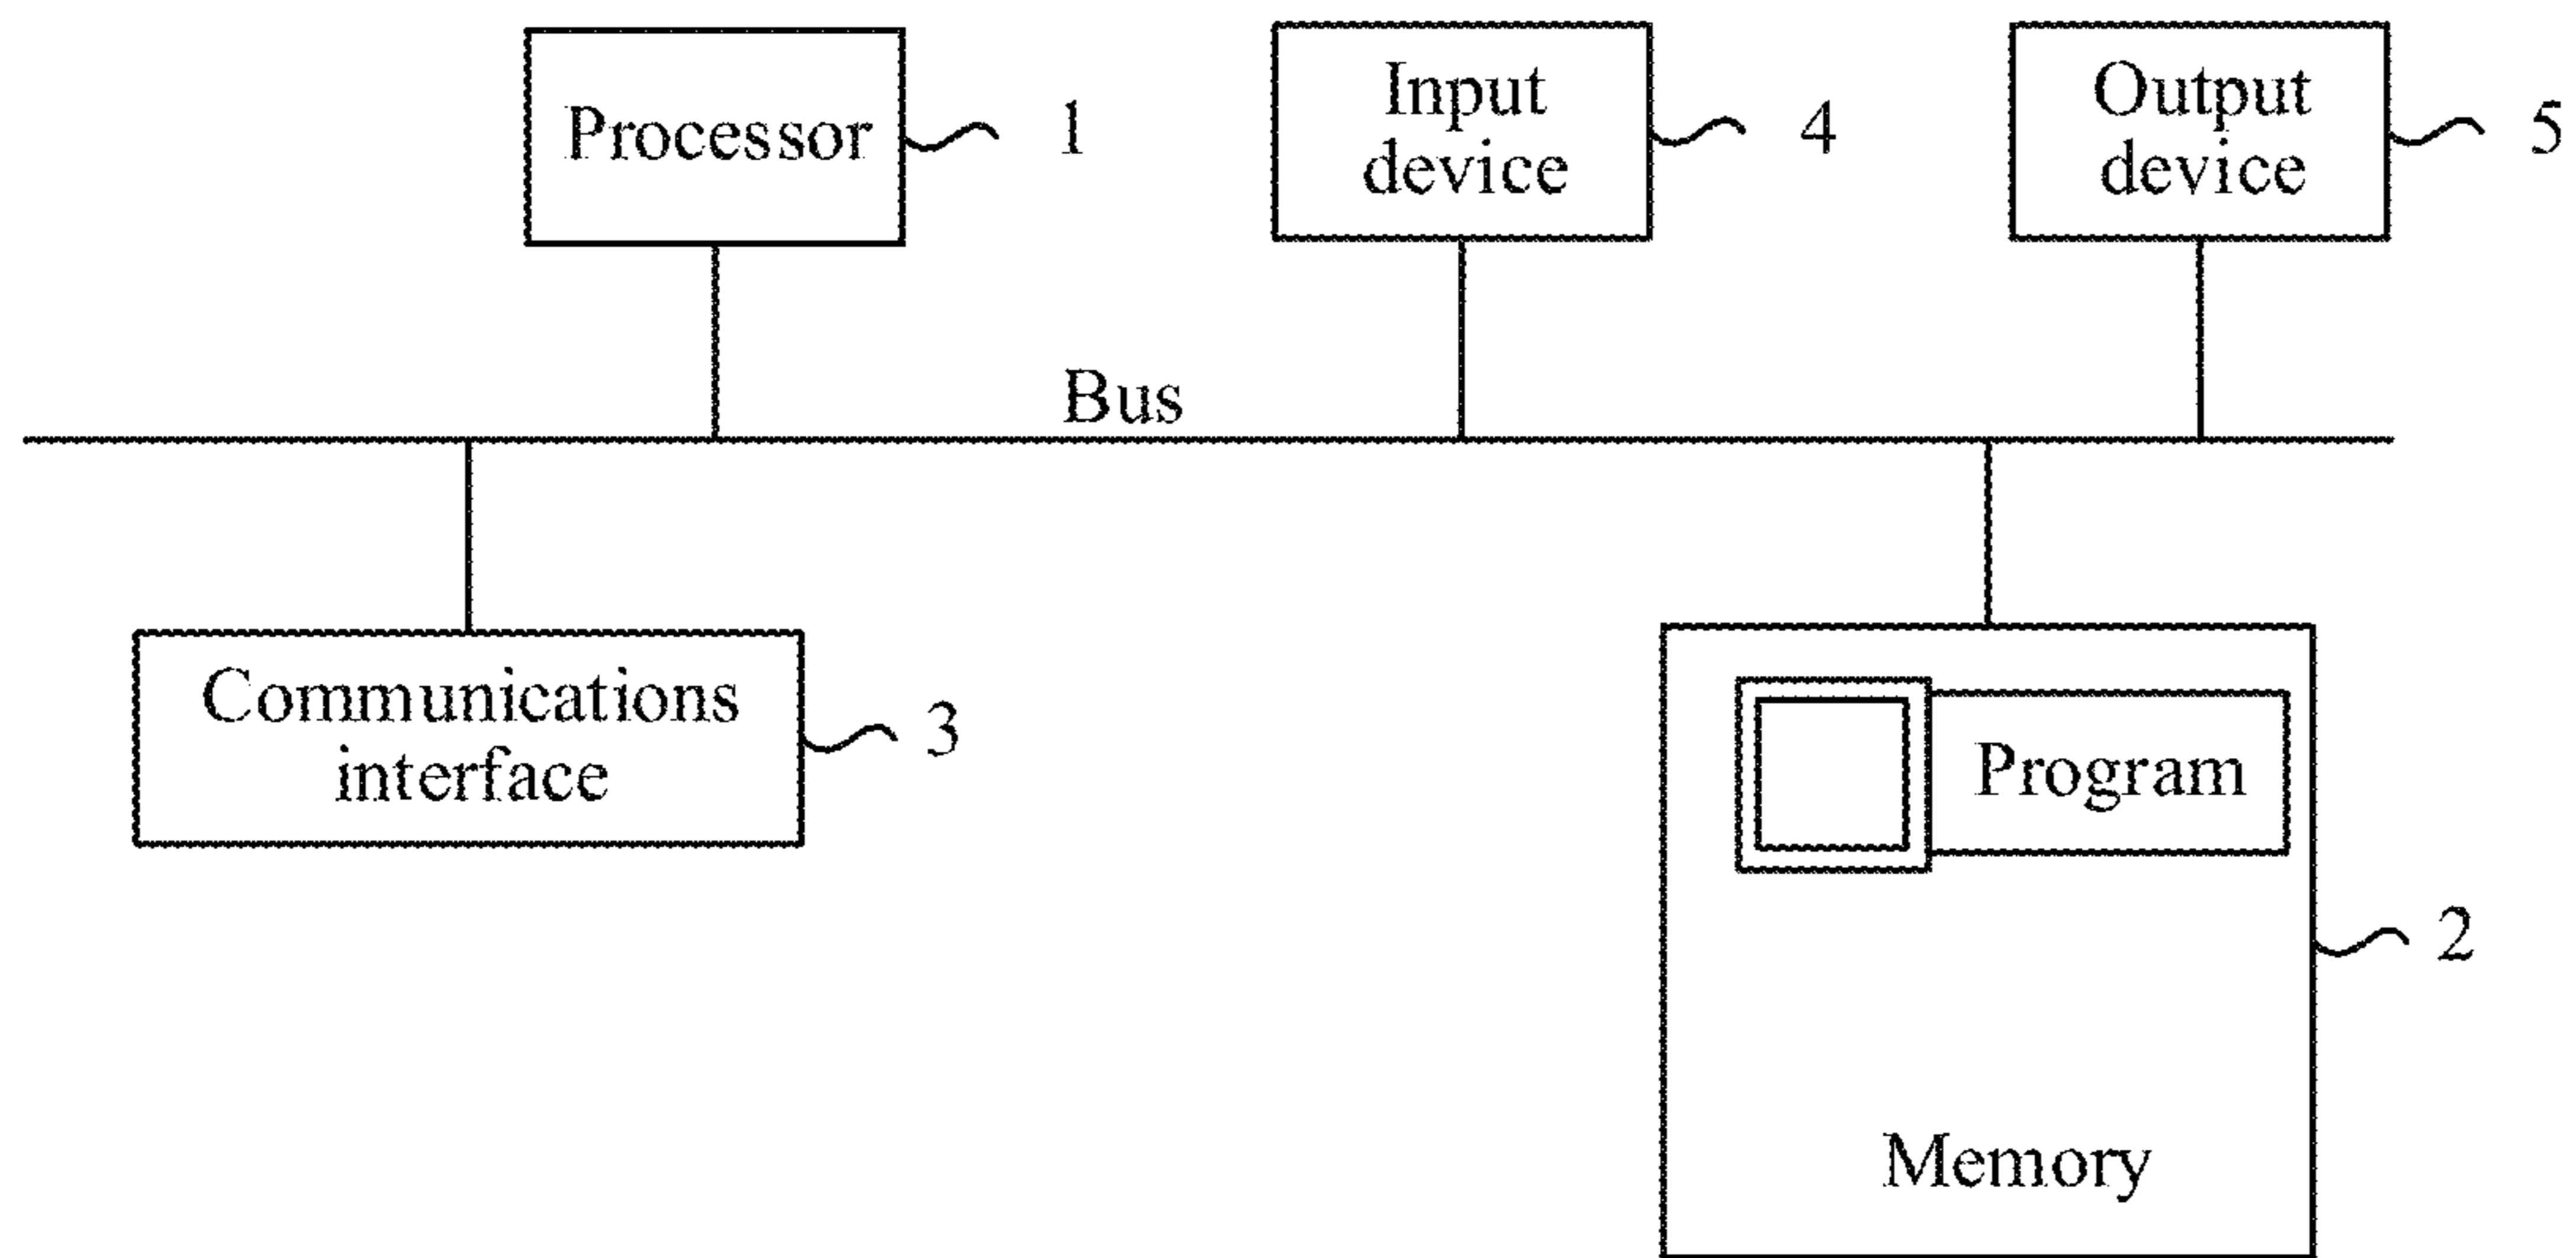 Processor
1
Input
device
4
Output
device
5
Bus
Communications
interface
3
Program
2
Memory